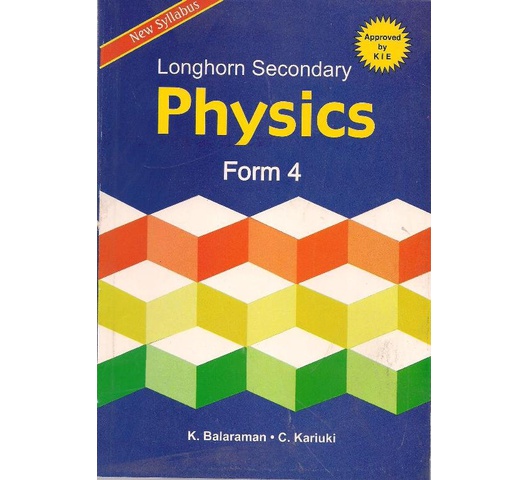 New Syllabus
Approved
by
K I E
Longhorn Secondary
Physics
Form 4
K. Balaraman • C. Kariuki